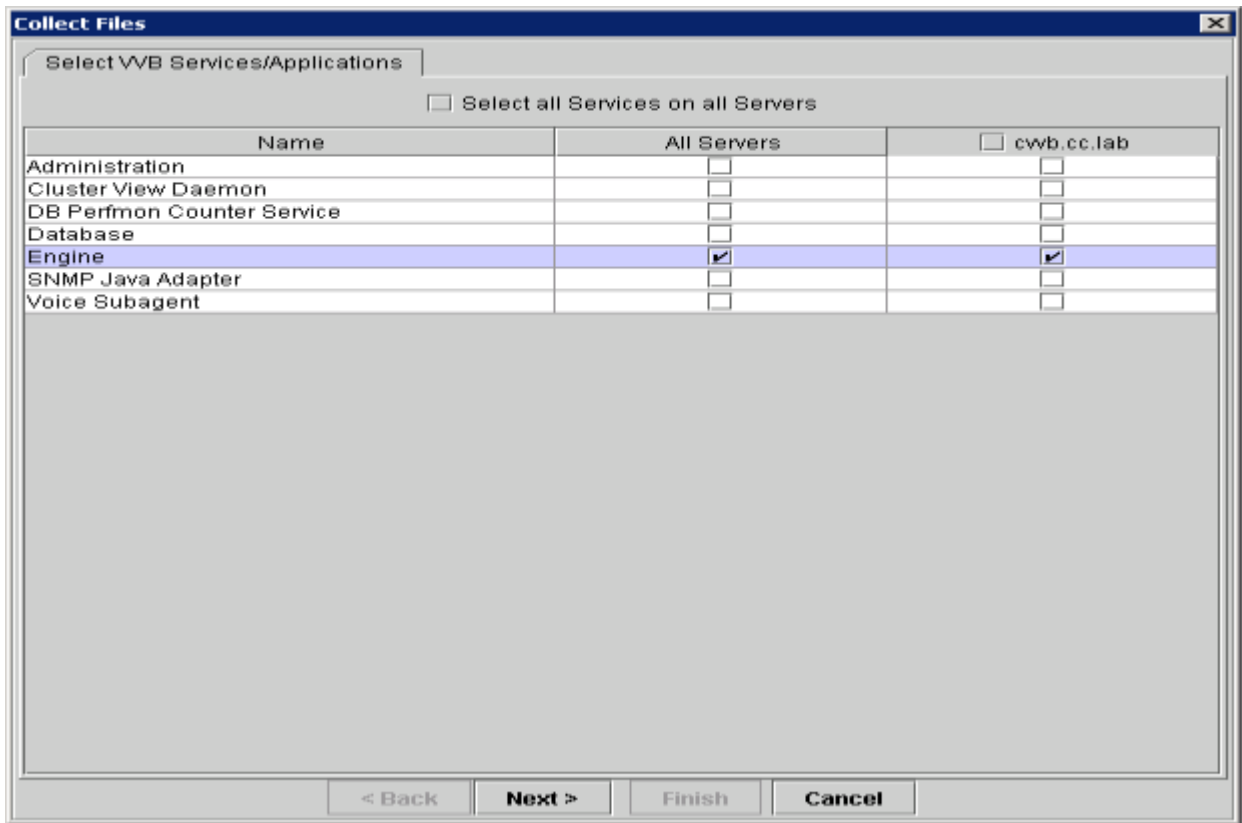 Collect Files
Select VVB Services/Applications
Select all Services on all Servers
Name All Servers cvvb.cc.lab
Administration
Cluster View Daemon
DB Perfmon Counter Service
Database
Engine
SNMP Java Adapter
Voice Subagent
< Back Next > Finish Cancel